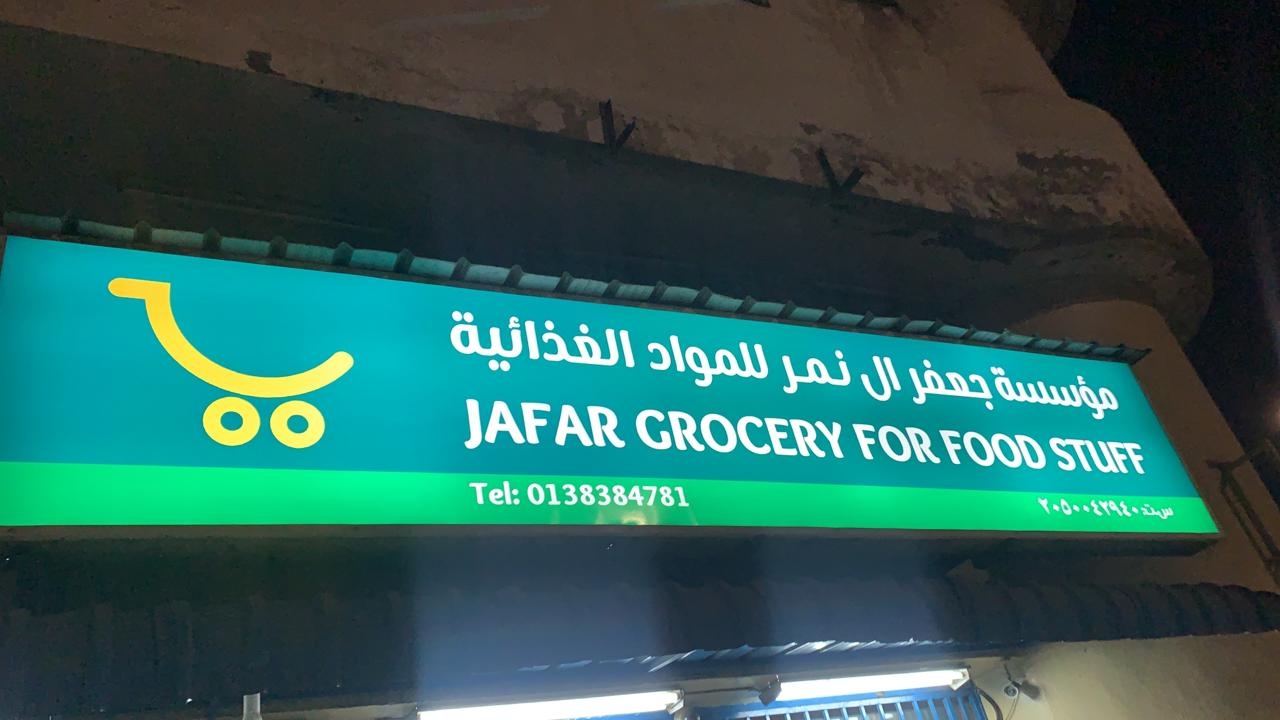 مؤسسة جعفر ال نمر للمواد الغذائية
JAFAR GROCERY FOR FOOD STUFF
Tel: 0138384781
س.ت: ٢٠٥٠٠٤٢٩٤٠